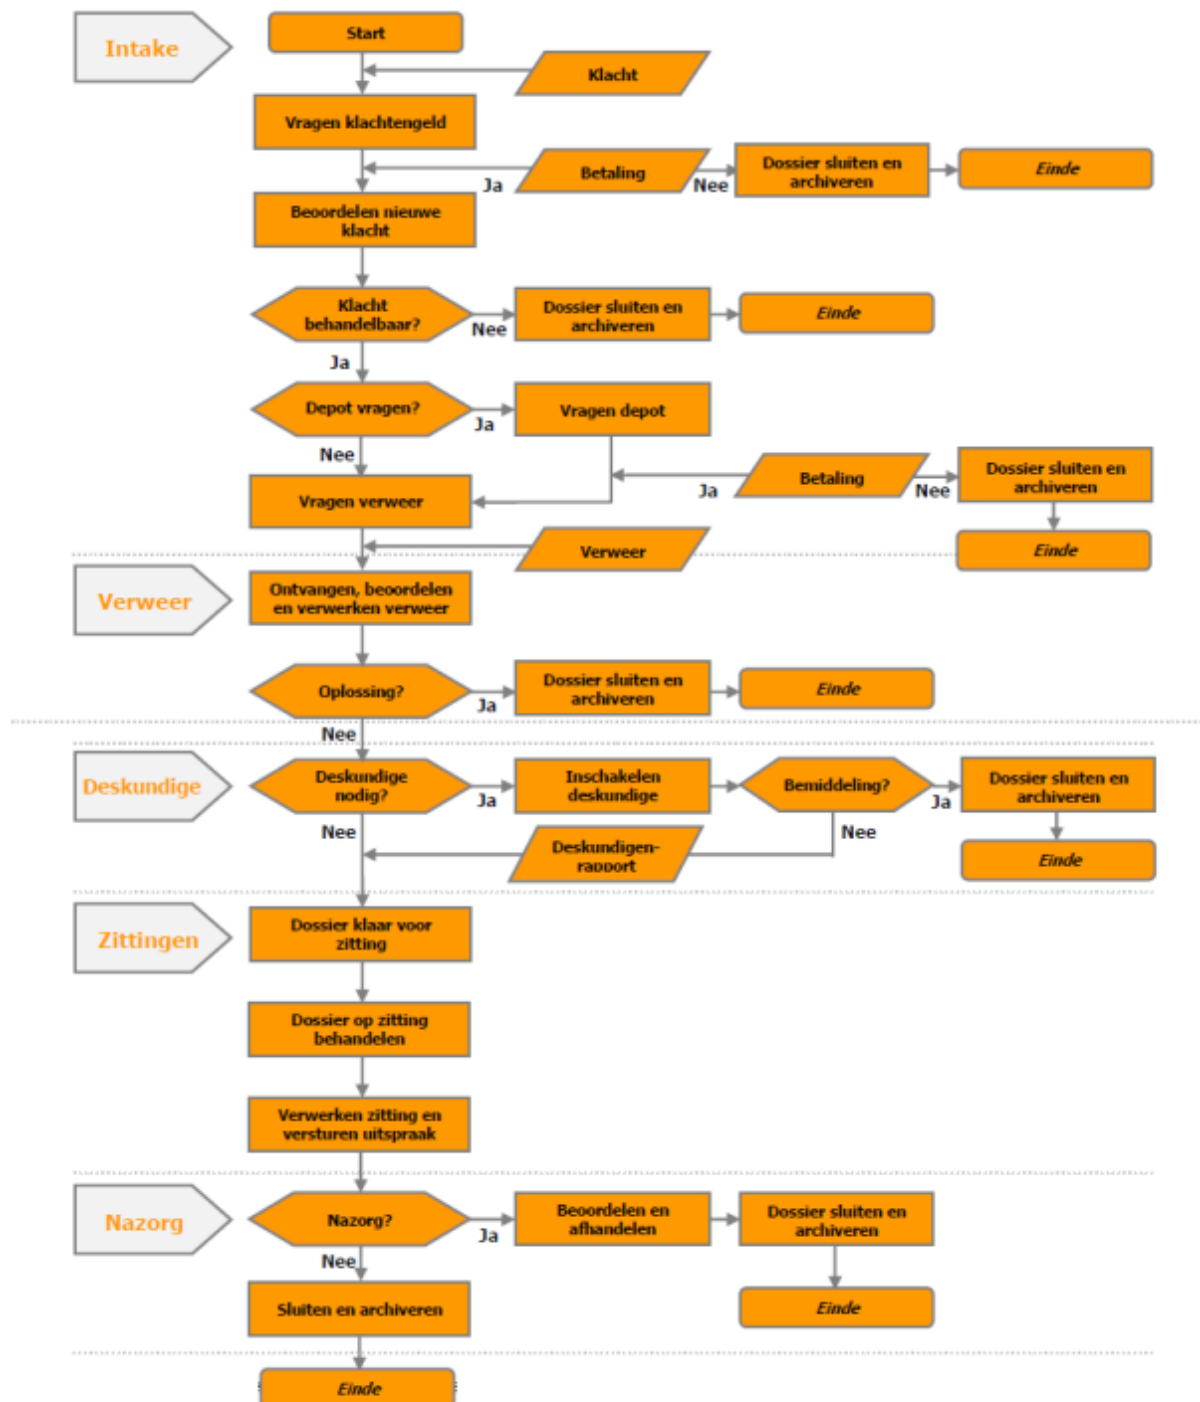 Intake
Start
Klacht
Vragen klachtengeld
Betaling
Ja
Nee
Dossier sluiten en
archiveren
Einde
Beoordelen nieuwe
klacht
Klacht
behandelbaar?
Nee
Dossier sluiten en
archiveren
Einde
Ja
Depot vragen?
Ja
Vragen depot
Nee
Betaling
Ja
Nee
Dossier sluiten en
archiveren
Einde
Vragen verweer
Verweer
Verweer
Ontvangen, beoordelen
en verwerken verweer
Oplossing?
Ja
Dossier sluiten en
archiveren
Einde
Nee
Deskundige
Deskundige
nodig?
Ja
Inschakelen
deskundige
Bemiddeling?
Ja
Dossier sluiten en
archiveren
Einde
Nee
Nee
Deskundigen-
rapport
Zittingen
Dossier klaar voor
zitting
Dossier op zitting
behandelen
Verwerken zitting en
versturen uitspraak
Nazorg
Nazorg?
Ja
Beoordelen en
afhandelen
Dossier sluiten en
archiveren
Einde
Nee
Sluiten en archiveren
Einde